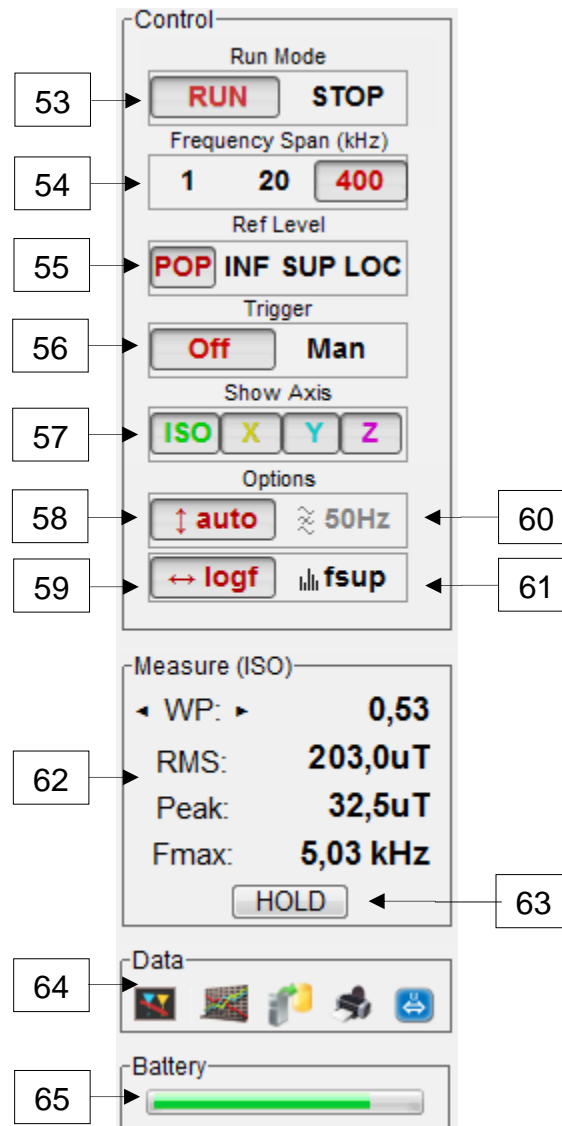 Control
Run Mode
53
RUN STOP
Frequency Span (kHz)
54
1 20 400
Ref Level
55
POP INF SUP LOC
Trigger
56
Off Man
Show Axis
57
ISO X Y Z
Options
58
↕ auto 50Hz
60
59
↔ logf fsup
61
Measure (ISO)
◄ WP: ► 0,53
RMS: 203,0uT
62
Peak: 32,5uT
Fmax: 5,03 kHz
HOLD
63
Data
64
Battery
65